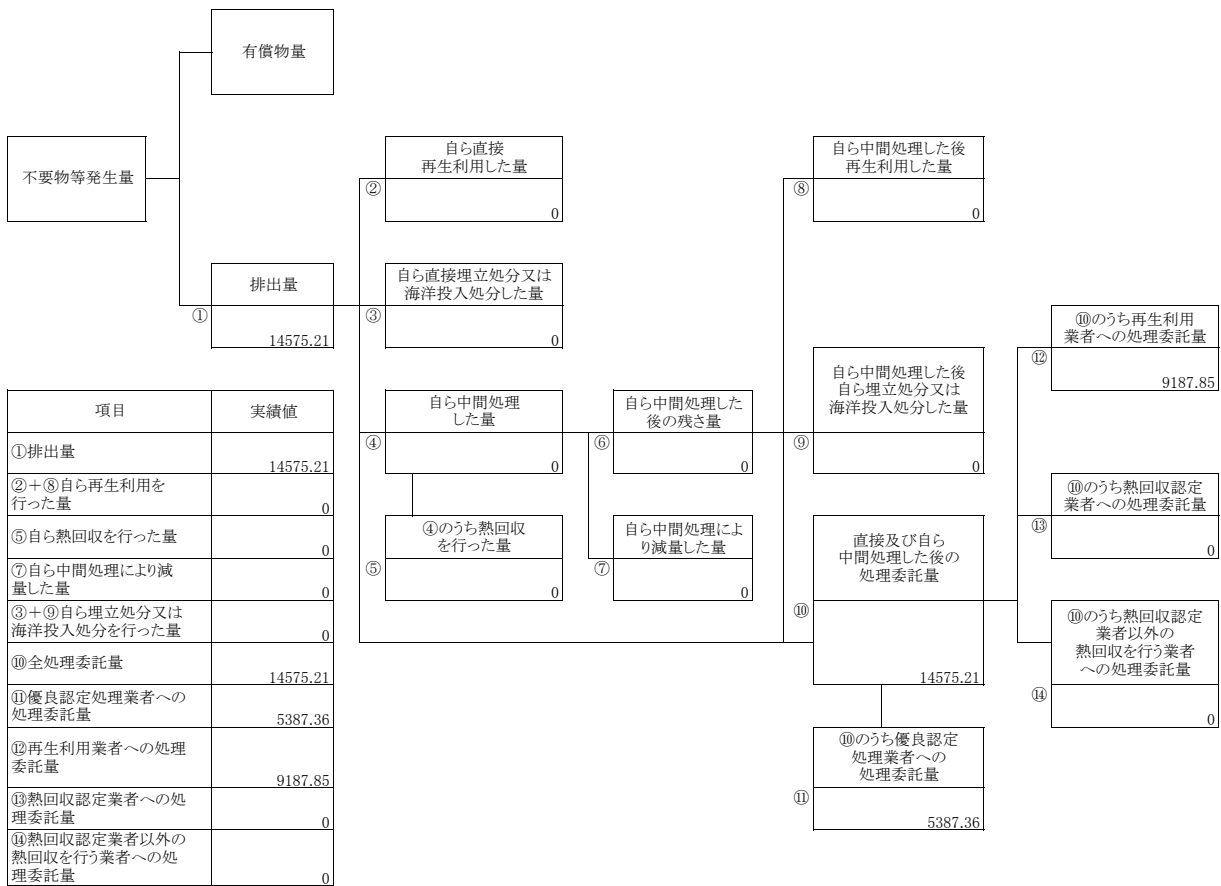 有償物量
不要物等発生量
自ら直接
再生利用した量
②
0
自ら中間処理した後
再生利用した量
⑧
0
排出量
①
14575.21
自ら直接埋立処分又は
海洋投入処分した量
③
0
⑩のうち再生利用
業者への処理委託量
⑫
9187.85
自ら中間処理
した量
④
0
自ら中間処理した
後の残さ量
⑥
0
自ら中間処理した後
自ら埋立処分又は
海洋投入処分した量
⑨
0
⑩のうち熱回収認定
業者への処理委託量
⑬
0
④のうち熱回収
を行った量
⑤
0
自ら中間処理によ
り減量した量
⑦
0
直接及び自ら
中間処理した後の
処理委託量
⑩
14575.21
⑩のうち熱回収認定
業者以外の
熱回収を行う業者
への処理委託量
⑭
0
⑩のうち優良認定
処理業者への
処理委託量
⑪
5387.36
項目
実績値
①排出量
14575.21
②+⑧自ら再生利用を
行った量
0
⑤自ら熱回収を行った量
0
⑦自ら中間処理により減
量した量
0
③+⑨自ら埋立処分又は
海洋投入処分を行った量
0
⑩全処理委託量
14575.21
⑪優良認定処理業者への
処理委託量
5387.36
⑫再生利用業者への処理
委託量
9187.85
⑬熱回収認定業者への処
理委託量
0
⑭熱回収認定業者以外の
熱回収を行う業者への処
理委託量
0